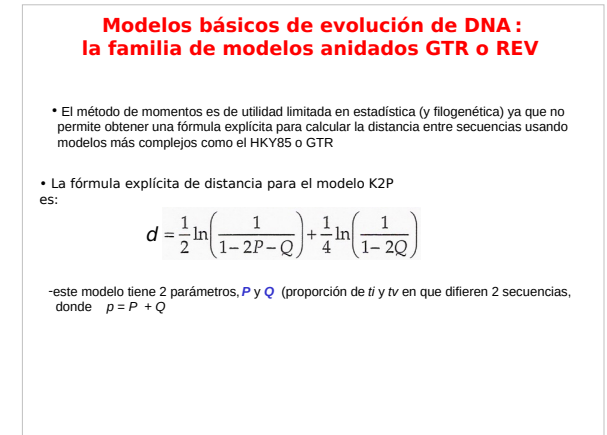 Modelos básicos de evolución de DNA :
la familia de modelos anidados GTR o REV
• El método de momentos es de utilidad limitada en estadística (y filogenética) ya que no
permite obtener una fórmula explícita para calcular la distancia entre secuencias usando
modelos más complejos como el HKY85 o GTR
• La fórmula explícita de distancia para el modelo K2P
es:
d = 1/2 ln(1/(1 − 2P − Q)) + 1/4 ln(1/(1 − 2Q))
-este modelo tiene 2 parámetros, P y Q (proporción de ti y tv en que difieren 2 secuencias,
donde p = P + Q